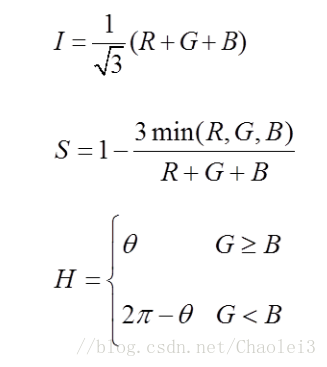 I = 1/√3 (R+G+B)
S = 1 − 3 min(R, G, B) / R + G + B
H = { θ G ≥ B
2π − θ G < B
//blog.csdn.net/Chaolei3